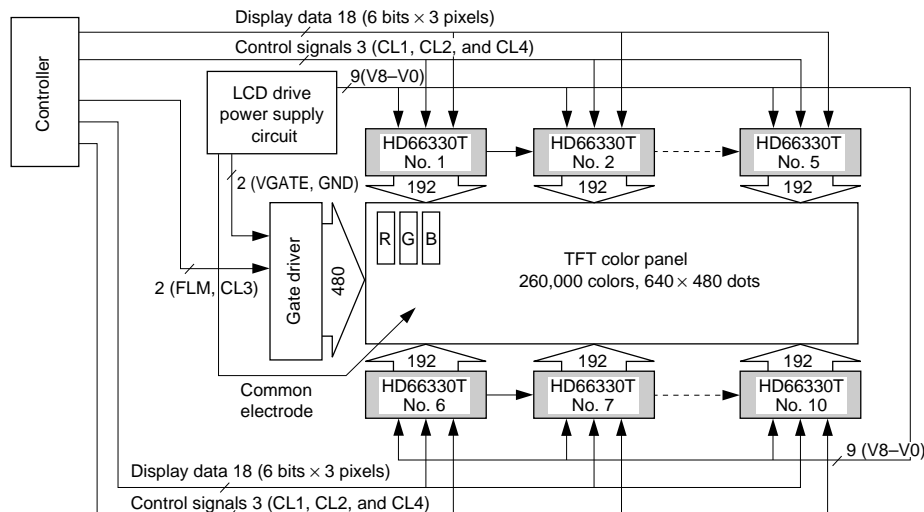 Display data 18 (6 bits × 3 pixels)
Control signals 3 (CL1, CL2, and CL4)
9(V8–V0)
Controller
LCD drive
power supply
circuit
HD66330T
No. 1
HD66330T
No. 2
HD66330T
No. 5
192
192
192
2 (VGATE, GND)
R G B
Gate driver
480
TFT color panel
260,000 colors, 640 × 480 dots
2 (FLM, CL3)
Common
electrode
192
192
192
HD66330T
No. 6
HD66330T
No. 7
HD66330T
No. 10
9 (V8–V0)
Display data 18 (6 bits × 3 pixels)
Control signals 3 (CL1, CL2, and CL4)